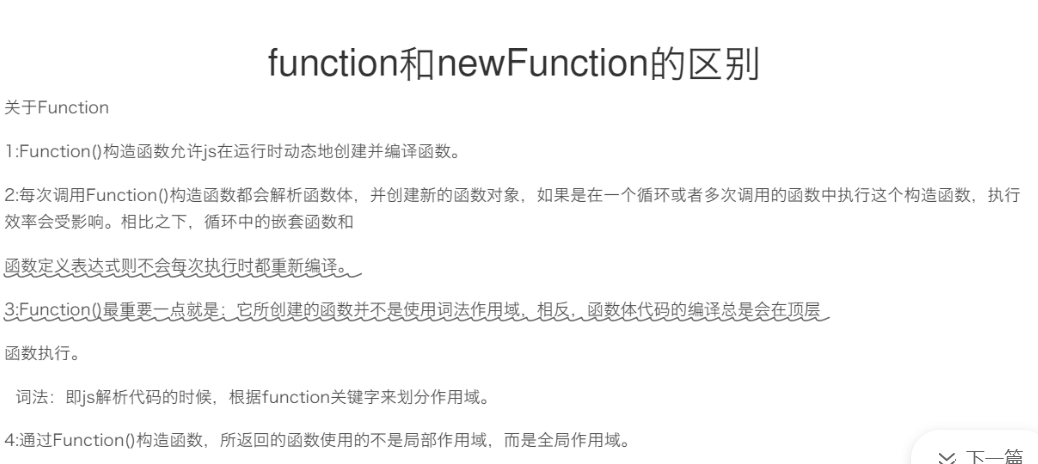 function和newFunction的区别
关于Function
1:Function()构造函数允许js在运行时动态地创建并编译函数。
2:每次调用Function()构造函数都会解析函数体，并创建新的函数对象，如果是在一个循环或者多次调用的函数中执行这个构造函数，执行
效率会受影响。相比之下，循环中的嵌套函数和
函数定义表达式则不会每次执行时都重新编译。
3:Function()最重要一点就是：它所创建的函数并不是使用词法作用域，相反，函数体代码的编译总是会在顶层
函数执行。
词法：即js解析代码的时候，根据function关键字来划分作用域。
4:通过Function()构造函数，所返回的函数使用的不是局部作用域，而是全局作用域。
下一篇